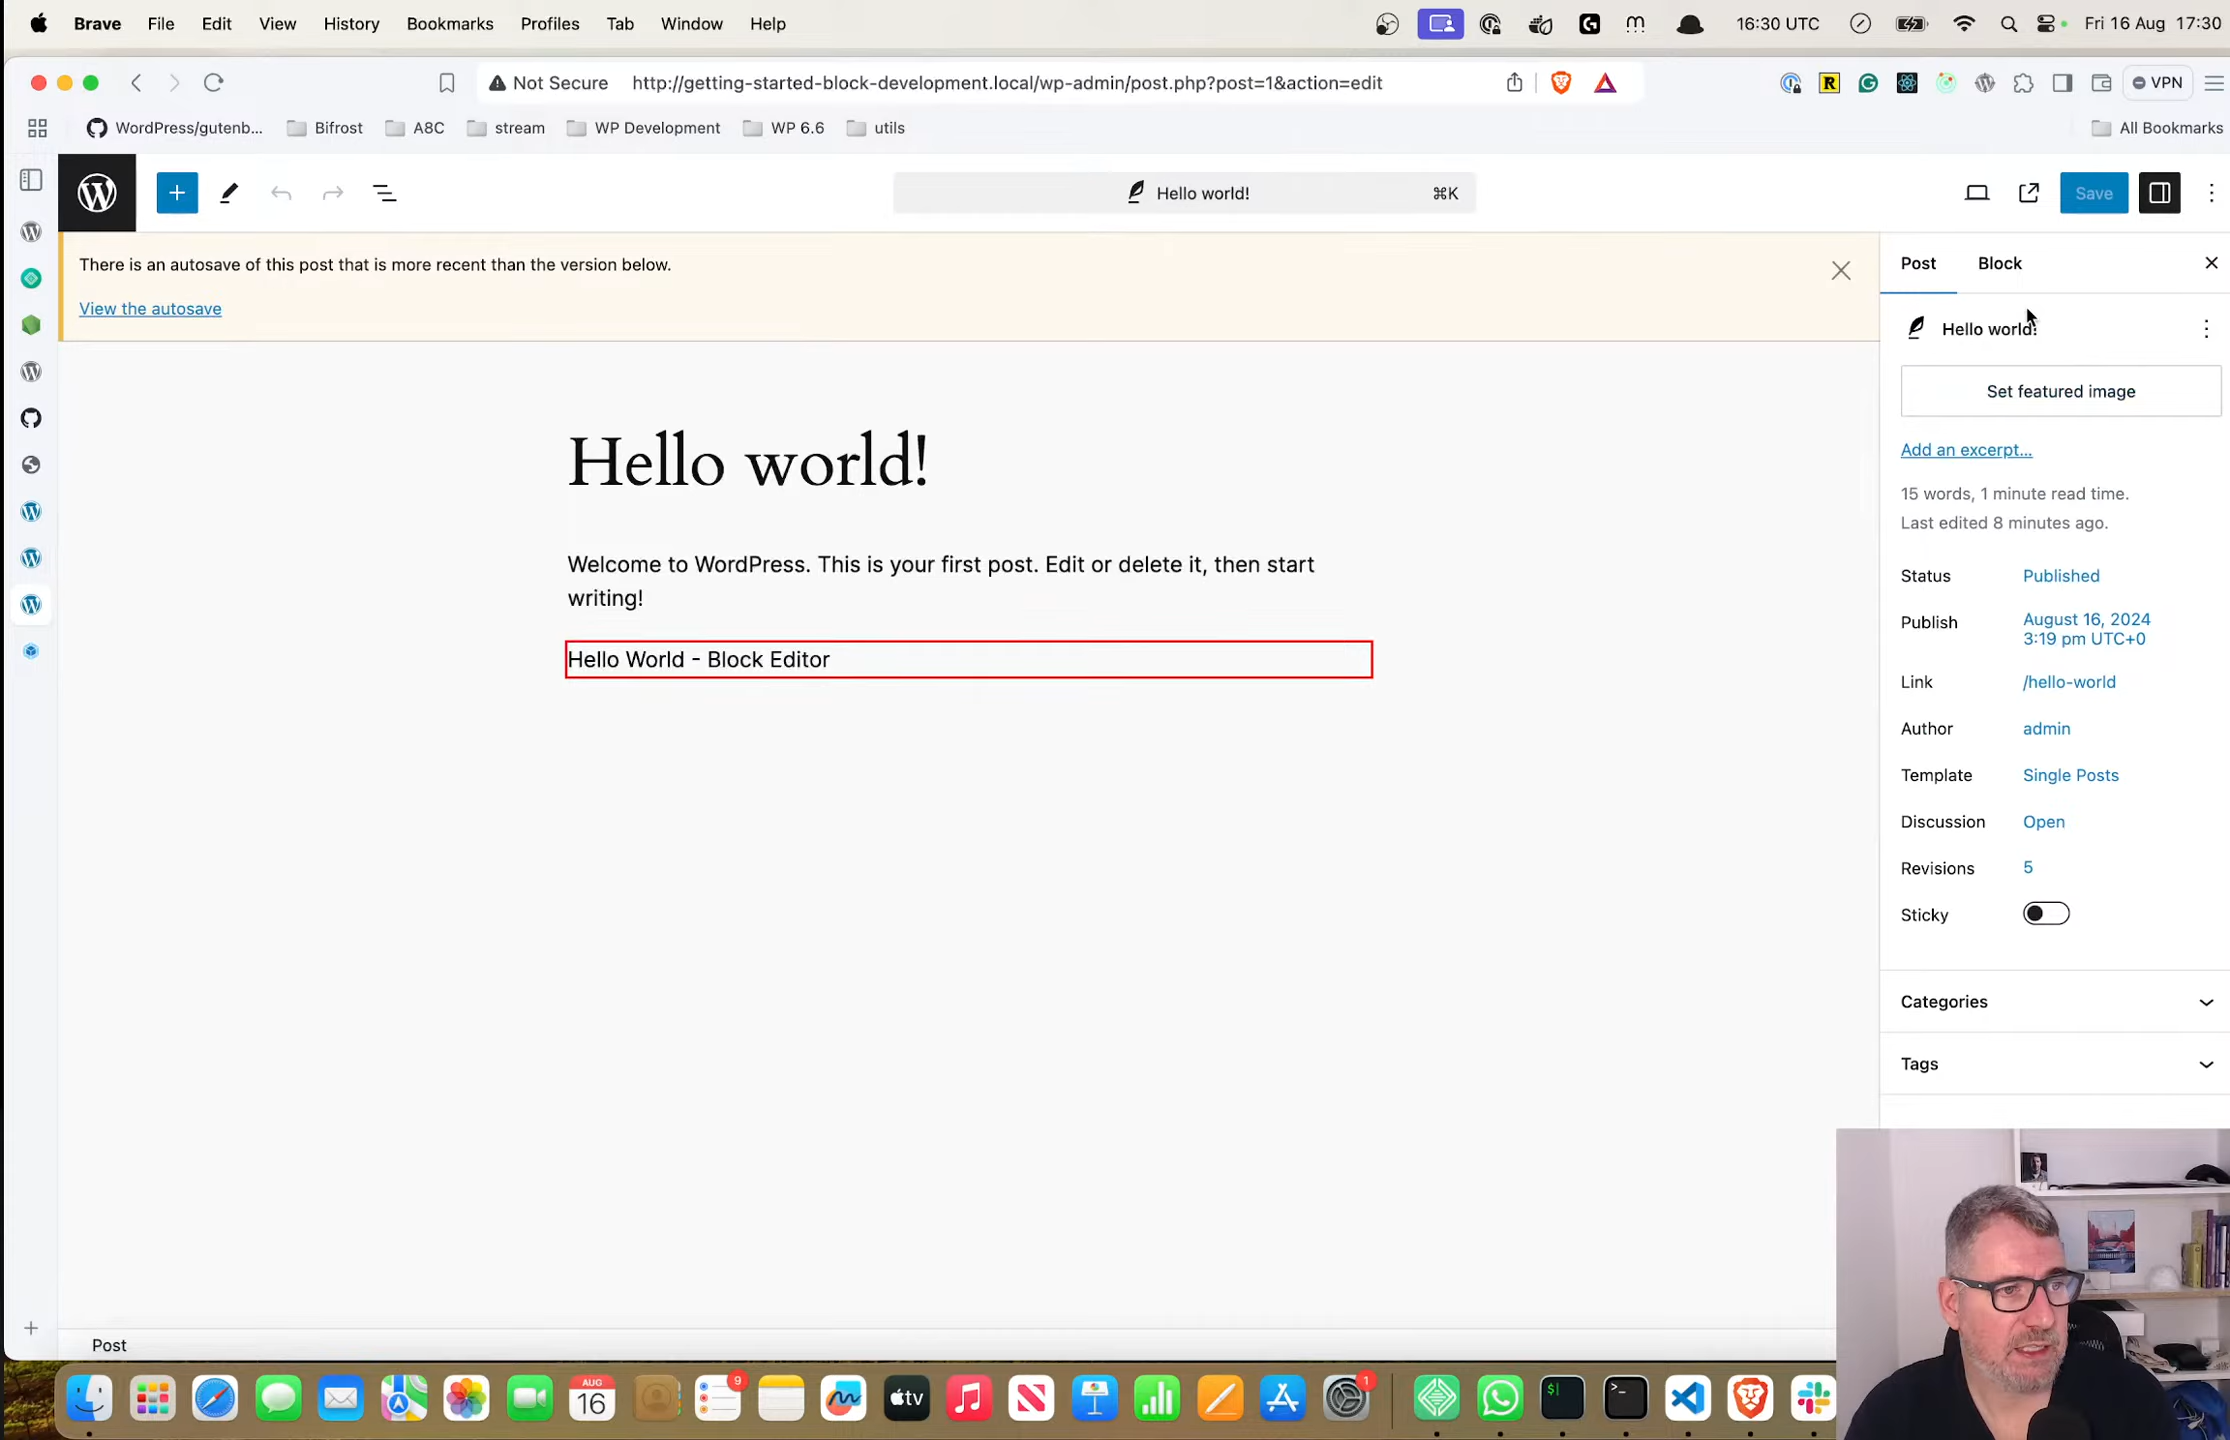 Brave File Edit View History Bookmarks Profiles Tab Window Help 16:30 UTC Fri 16 Aug 17:30
Not Secure http://getting-started-block-development.local/wp-admin/post.php?post=1&action=edit VPN
WordPress/gutenb... Bifrost A8C stream WP Development WP 6.6 utils All Bookmarks
Hello world! ⌘K Save
There is an autosave of this post that is more recent than the version below.
View the autosave
Post Block
Hello world!
Set featured image
Add an excerpt...
15 words, 1 minute read time.
Last edited 8 minutes ago.
Status Published
Publish August 16, 2024
3:19 pm UTC+0
Link /hello-world
Author admin
Template Single Posts
Discussion Open
Revisions 5
Sticky
Categories
Tags
Hello world!
Welcome to WordPress. This is your first post. Edit or delete it, then start
writing!
Hello World - Block Editor
Post
AUG
16
9
tv
1